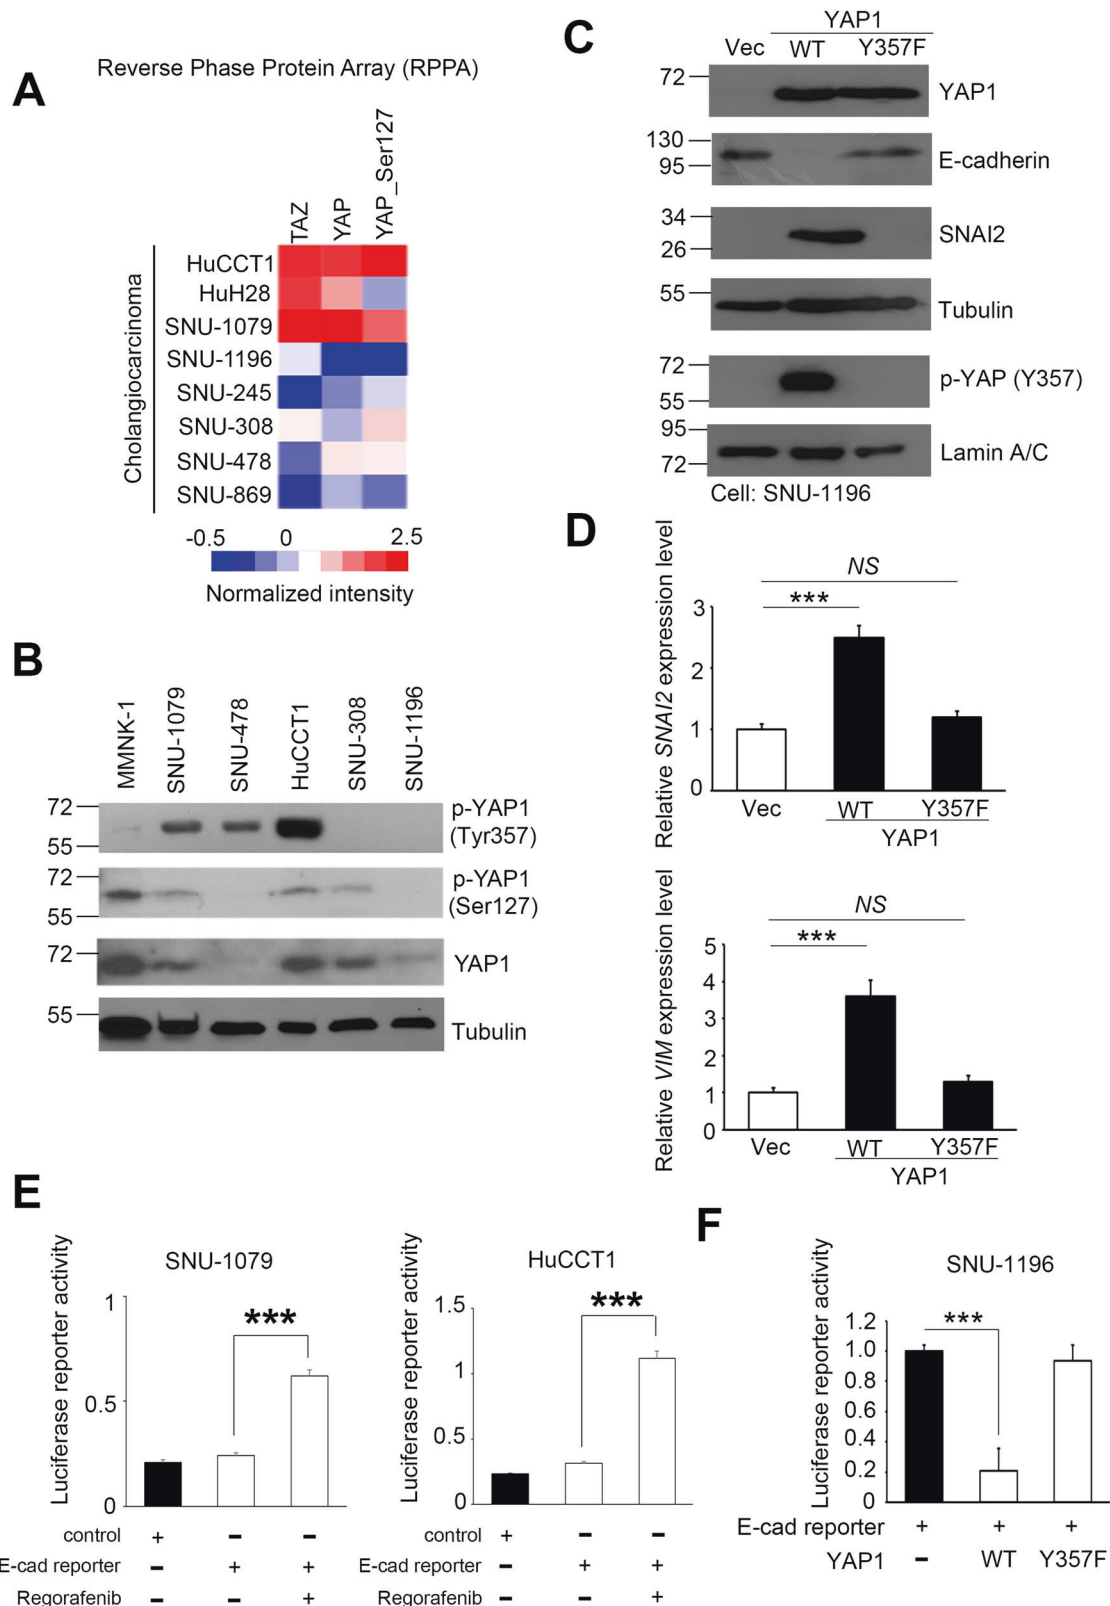 A
Reverse Phase Protein Array (RPPA)
TAZ
YAP
YAP_Ser127
Cholangiocarcinoma
HuCCT1
HuH28
SNU-1079
SNU-1196
SNU-245
SNU-308
SNU-478
SNU-869
-0.5 0 2.5
Normalized intensity
B
MMNK-1
SNU-1079
SNU-478
HuCCT1
SNU-308
SNU-1196
72
55
p-YAP1
(Tyr357)
72
55
p-YAP1
(Ser127)
72
YAP1
55
Tubulin
C
YAP1
Vec WT Y357F
72
YAP1
130
95
E-cadherin
34
26
SNAI2
55
Tubulin
72
55
p-YAP (Y357)
95
72
Lamin A/C
Cell: SNU-1196
D
Relative SNAI2 expression level
NS
***
3
2
1
0
Vec WT Y357F
YAP1
Relative VIM expression level
NS
***
5
4
3
2
1
0
Vec WT Y357F
YAP1
E
SNU-1079
Luciferase reporter activity
***
1
0.5
0
control + - -
E-cad reporter - + +
Regorafenib - - +
HuCCT1
Luciferase reporter activity
***
1.5
1
0.5
0
control + - -
E-cad reporter - + +
Regorafenib - - +
F
SNU-1196
Luciferase reporter activity
***
1.2
1.0
0.8
0.6
0.4
0.2
0
E-cad reporter + + +
YAP1 - WT Y357F